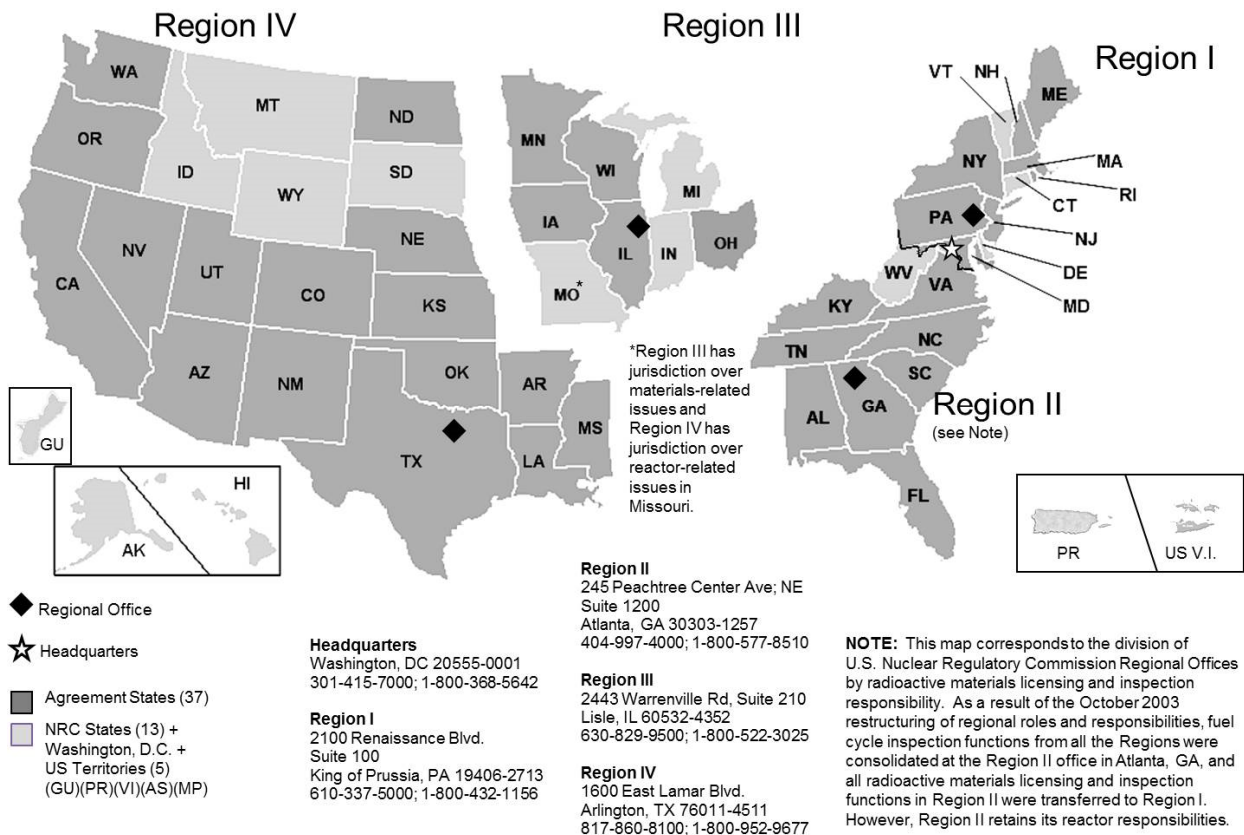 Region IV
Region III
Region I
WA
OR
CA
NV
ID
MT
WY
UT
AZ
CO
NM
ND
SD
NE
KS
OK
TX
AR
LA
MS
MN
IA
MO*
WI
IL
IN
MI
OH
VT
NH
ME
NY
MA
RI
CT
PA
NJ
DE
MD
WV
VA
KY
TN
NC
SC
AL
GA
FL
Region II
(see Note)
*Region III has
jurisdiction over
materials-related
issues and
Region IV has
jurisdiction over
reactor-related
issues in
Missouri.
GU
AK
HI
PR
US V.I.
Regional Office
Headquarters
Agreement States (37)
NRC States (13) +
Washington, D.C. +
US Territories (5)
(GU)(PR)(VI)(AS)(MP)
Headquarters
Washington, DC 20555-0001
301-415-7000; 1-800-368-5642
Region I
2100 Renaissance Blvd.
Suite 100
King of Prussia, PA 19406-2713
610-337-5000; 1-800-432-1156
Region II
245 Peachtree Center Ave; NE
Suite 1200
Atlanta, GA 30303-1257
404-997-4000; 1-800-577-8510
Region III
2443 Warrenville Rd, Suite 210
Lisle, IL 60532-4352
630-829-9500; 1-800-522-3025
Region IV
1600 East Lamar Blvd.
Arlington, TX 76011-4511
817-860-8100; 1-800-952-9677
NOTE: This map corresponds to the division of
U.S. Nuclear Regulatory Commission Regional Offices
by radioactive materials licensing and inspection
responsibility. As a result of the October 2003
restructuring of regional roles and responsibilities, fuel
cycle inspection functions from all the Regions were
consolidated at the Region II office in Atlanta, GA, and
all radioactive materials licensing and inspection
functions in Region II were transferred to Region I.
However, Region II retains its reactor responsibilities.